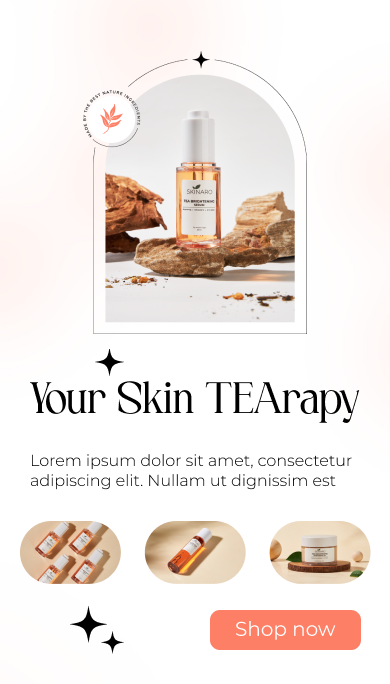 MADE BY THE BEST NATURE INGREDIENTS
SKINARO
TEA BRIGHTENING
SERUM
Your Skin TEArapy
Lorem ipsum dolor sit amet, consectetur
adipiscing elit. Nullam ut dignissim est
Shop now